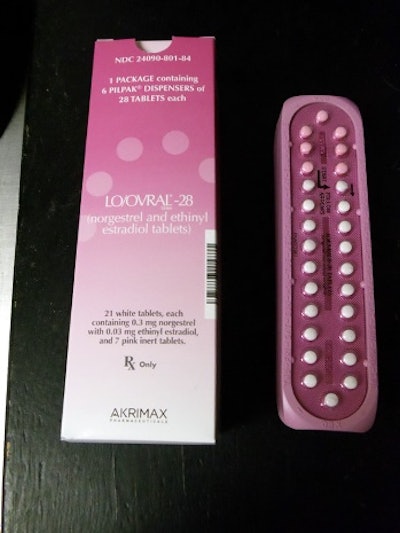 NDC 24090-801-84
1 PACKAGE containing
6 PILPAK® DISPENSERS of
28 TABLETS each
LO/OVRAL®-28
(norgestrel and ethinyl
estradiol tablets)
21 white tablets, each
containing 0.3 mg norgestrel
with 0.03 mg ethinyl estradiol,
and 7 pink inert tablets.
Rx Only
AKRIMAX
PHARMACEUTICALS
START